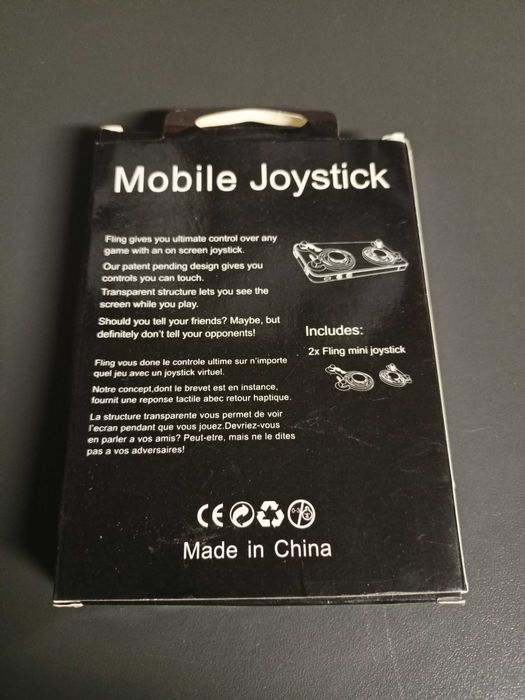 Mobile Joystick
Fling gives you ultimate control over any
game with an on screen joystick.
Our patent pending design gives you
controls you can touch.
Transparent structure lets you see the
screen while you play.
Should you tell your friends? Maybe, but
definitely don't tell your opponents!
Includes:
2x Fling mini joystick
Fling vous done le controle ultime sur n'importe
quel jeu avec un joystick virtuel.
Notre concept,dont le brevet est en instance,
fournit une reponse tactile abec retour haptique.
La structure transparente vous permet de voir
l'ecran pendant que vous jouez.Devriez-vous
en parler a vos amis? Peut-etre, mais ne le dites
pas a vos adversaires!
CE 0-3
Made in China